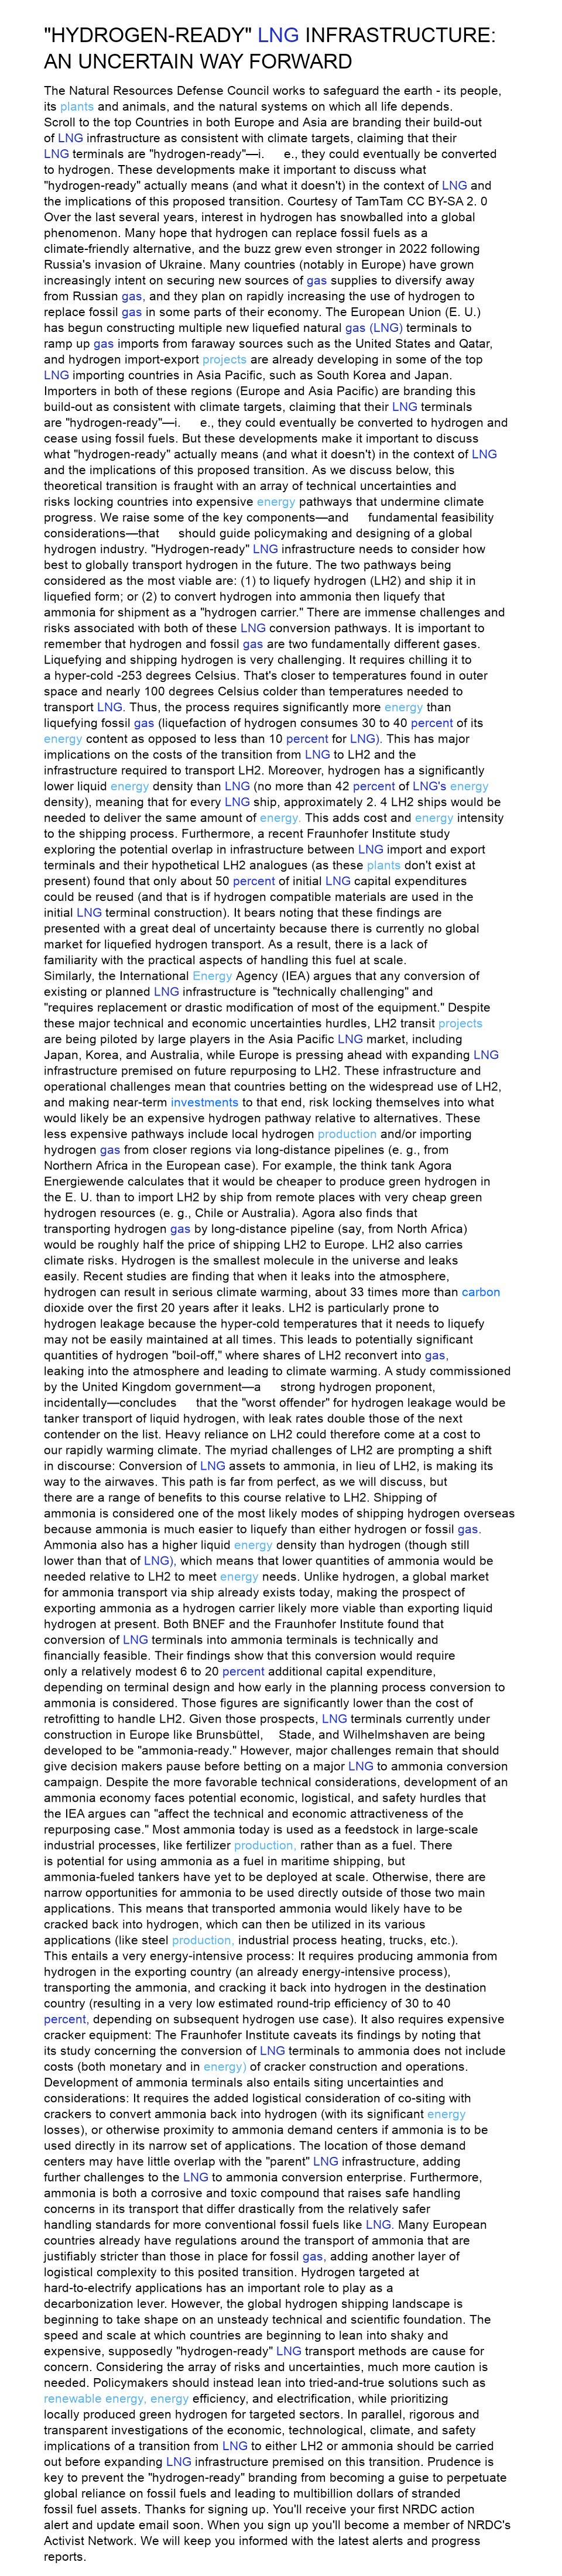 "HYDROGEN-READY" LNG INFRASTRUCTURE:
AN UNCERTAIN WAY FORWARD
The Natural Resources Defense Council works to safeguard the earth - its people,
its plants and animals, and the natural systems on which all life depends.
Scroll to the top Countries in both Europe and Asia are branding their build-out
of LNG infrastructure as consistent with climate targets, claiming that their
LNG terminals are "hydrogen-ready"—i. e., they could eventually be converted
to hydrogen. These developments make it important to discuss what
"hydrogen-ready" actually means (and what it doesn't) in the context of LNG and
the implications of this proposed transition. Courtesy of TamTam CC BY-SA 2. 0
Over the last several years, interest in hydrogen has snowballed into a global
phenomenon. Many hope that hydrogen can replace fossil fuels as a
climate-friendly alternative, and the buzz grew even stronger in 2022 following
Russia's invasion of Ukraine. Many countries (notably in Europe) have grown
increasingly intent on securing new sources of gas supplies to diversify away
from Russian gas, and they plan on rapidly increasing the use of hydrogen to
replace fossil gas in some parts of their economy. The European Union (E. U.)
has begun constructing multiple new liquefied natural gas (LNG) terminals to
ramp up gas imports from faraway sources such as the United States and Qatar,
and hydrogen import-export projects are already developing in some of the top
LNG importing countries in Asia Pacific, such as South Korea and Japan.
Importers in both of these regions (Europe and Asia Pacific) are branding this
build-out as consistent with climate targets, claiming that their LNG terminals
are "hydrogen-ready"—i. e., they could eventually be converted to hydrogen and
cease using fossil fuels. But these developments make it important to discuss
what "hydrogen-ready" actually means (and what it doesn't) in the context of LNG
and the implications of this proposed transition. As we discuss below, this
theoretical transition is fraught with an array of technical uncertainties and
risks locking countries into expensive energy pathways that undermine climate
progress. We raise some of the key components—and fundamental feasibility
considerations—that should guide policymaking and designing of a global
hydrogen industry. "Hydrogen-ready" LNG infrastructure needs to consider how
best to globally transport hydrogen in the future. The two pathways being
considered as the most viable are: (1) to liquefy hydrogen (LH2) and ship it in
liquefied form; or (2) to convert hydrogen into ammonia then liquefy that
ammonia for shipment as a "hydrogen carrier." There are immense challenges and
risks associated with both of these LNG conversion pathways. It is important to
remember that hydrogen and fossil gas are two fundamentally different gases.
Liquefying and shipping hydrogen is very challenging. It requires chilling it to
a hyper-cold -253 degrees Celsius. That's closer to temperatures found in outer
space and nearly 100 degrees Celsius colder than temperatures needed to
transport LNG. Thus, the process requires significantly more energy than
liquefying fossil gas (liquefaction of hydrogen consumes 30 to 40 percent of its
energy content as opposed to less than 10 percent for LNG). This has major
implications on the costs of the transition from LNG to LH2 and the
infrastructure required to transport LH2. Moreover, hydrogen has a significantly
lower liquid energy density than LNG (no more than 42 percent of LNG's energy
density), meaning that for every LNG ship, approximately 2. 4 LH2 ships would be
needed to deliver the same amount of energy. This adds cost and energy intensity
to the shipping process. Furthermore, a recent Fraunhofer Institute study
exploring the potential overlap in infrastructure between LNG import and export
terminals and their hypothetical LH2 analogues (as these plants don't exist at
present) found that only about 50 percent of initial LNG capital expenditures
could be reused (and that is if hydrogen compatible materials are used in the
initial LNG terminal construction). It bears noting that these findings are
presented with a great deal of uncertainty because there is currently no global
market for liquefied hydrogen transport. As a result, there is a lack of
familiarity with the practical aspects of handling this fuel at scale.
Similarly, the International Energy Agency (IEA) argues that any conversion of
existing or planned LNG infrastructure is "technically challenging" and
"requires replacement or drastic modification of most of the equipment." Despite
these major technical and economic uncertainties hurdles, LH2 transit projects
are being piloted by large players in the Asia Pacific LNG market, including
Japan, Korea, and Australia, while Europe is pressing ahead with expanding LNG
infrastructure premised on future repurposing to LH2. These infrastructure and
operational challenges mean that countries betting on the widespread use of LH2,
and making near-term investments to that end, risk locking themselves into what
would likely be an expensive hydrogen pathway relative to alternatives. These
less expensive pathways include local hydrogen production and/or importing
hydrogen gas from closer regions via long-distance pipelines (e. g., from
Northern Africa in the European case). For example, the think tank Agora
Energiewende calculates that it would be cheaper to produce green hydrogen in
the E. U. than to import LH2 by ship from remote places with very cheap green
hydrogen resources (e. g., Chile or Australia). Agora also finds that
transporting hydrogen gas by long-distance pipeline (say, from North Africa)
would be roughly half the price of shipping LH2 to Europe. LH2 also carries
climate risks. Hydrogen is the smallest molecule in the universe and leaks
easily. Recent studies are finding that when it leaks into the atmosphere,
hydrogen can result in serious climate warming, about 33 times more than carbon
dioxide over the first 20 years after it leaks. LH2 is particularly prone to
hydrogen leakage because the hyper-cold temperatures that it needs to liquefy
may not be easily maintained at all times. This leads to potentially significant
quantities of hydrogen "boil-off," where shares of LH2 reconvert into gas,
leaking into the atmosphere and leading to climate warming. A study commissioned
by the United Kingdom government—a strong hydrogen proponent,
incidentally—concludes that the "worst offender" for hydrogen leakage would be
tanker transport of liquid hydrogen, with leak rates double those of the next
contender on the list. Heavy reliance on LH2 could therefore come at a cost to
our rapidly warming climate. The myriad challenges of LH2 are prompting a shift
in discourse: Conversion of LNG assets to ammonia, in lieu of LH2, is making its
way to the airwaves. This path is far from perfect, as we will discuss, but
there are a range of benefits to this course relative to LH2. Shipping of
ammonia is considered one of the most likely modes of shipping hydrogen overseas
because ammonia is much easier to liquefy than either hydrogen or fossil gas.
Ammonia also has a higher liquid energy density than hydrogen (though still
lower than that of LNG), which means that lower quantities of ammonia would be
needed relative to LH2 to meet energy needs. Unlike hydrogen, a global market
for ammonia transport via ship already exists today, making the prospect of
exporting ammonia as a hydrogen carrier likely more viable than exporting liquid
hydrogen at present. Both BNEF and the Fraunhofer Institute found that
conversion of LNG terminals into ammonia terminals is technically and
financially feasible. Their findings show that this conversion would require
only a relatively modest 6 to 20 percent additional capital expenditure,
depending on terminal design and how early in the planning process conversion to
ammonia is considered. Those figures are significantly lower than the cost of
retrofitting to handle LH2. Given those prospects, LNG terminals currently under
construction in Europe like Brunsbüttel, Stade, and Wilhelmshaven are being
developed to be "ammonia-ready." However, major challenges remain that should
give decision makers pause before betting on a major LNG to ammonia conversion
campaign. Despite the more favorable technical considerations, development of an
ammonia economy faces potential economic, logistical, and safety hurdles that
the IEA argues can "affect the technical and economic attractiveness of the
repurposing case." Most ammonia today is used as a feedstock in large-scale
industrial processes, like fertilizer production, rather than as a fuel. There
is potential for using ammonia as a fuel in maritime shipping, but
ammonia-fueled tankers have yet to be deployed at scale. Otherwise, there are
narrow opportunities for ammonia to be used directly outside of those two main
applications. This means that transported ammonia would likely have to be
cracked back into hydrogen, which can then be utilized in its various
applications (like steel production, industrial process heating, trucks, etc.).
This entails a very energy-intensive process: It requires producing ammonia from
hydrogen in the exporting country (an already energy-intensive process),
transporting the ammonia, and cracking it back into hydrogen in the destination
country (resulting in a very low estimated round-trip efficiency of 30 to 40
percent, depending on subsequent hydrogen use case). It also requires expensive
cracker equipment: The Fraunhofer Institute caveats its findings by noting that
its study concerning the conversion of LNG terminals to ammonia does not include
costs (both monetary and in energy) of cracker construction and operations.
Development of ammonia terminals also entails siting uncertainties and
considerations: It requires the added logistical consideration of co-siting with
crackers to convert ammonia back into hydrogen (with its significant energy
losses), or otherwise proximity to ammonia demand centers if ammonia is to be
used directly in its narrow set of applications. The location of those demand
centers may have little overlap with the "parent" LNG infrastructure, adding
further challenges to the LNG to ammonia conversion enterprise. Furthermore,
ammonia is both a corrosive and toxic compound that raises safe handling
concerns in its transport that differ drastically from the relatively safer
handling standards for more conventional fossil fuels like LNG. Many European
countries already have regulations around the transport of ammonia that are
justifiably stricter than those in place for fossil gas, adding another layer of
logistical complexity to this posited transition. Hydrogen targeted at
hard-to-electrify applications has an important role to play as a
decarbonization lever. However, the global hydrogen shipping landscape is
beginning to take shape on an unsteady technical and scientific foundation. The
speed and scale at which countries are beginning to lean into shaky and
expensive, supposedly "hydrogen-ready" LNG transport methods are cause for
concern. Considering the array of risks and uncertainties, much more caution is
needed. Policymakers should instead lean into tried-and-true solutions such as
renewable energy, energy efficiency, and electrification, while prioritizing
locally produced green hydrogen for targeted sectors. In parallel, rigorous and
transparent investigations of the economic, technological, climate, and safety
implications of a transition from LNG to either LH2 or ammonia should be carried
out before expanding LNG infrastructure premised on this transition. Prudence is
key to prevent the "hydrogen-ready" branding from becoming a guise to perpetuate
global reliance on fossil fuels and leading to multibillion dollars of stranded
fossil fuel assets. Thanks for signing up. You'll receive your first NRDC action
alert and update email soon. When you sign up you'll become a member of NRDC's
Activist Network. We will keep you informed with the latest alerts and progress
reports.